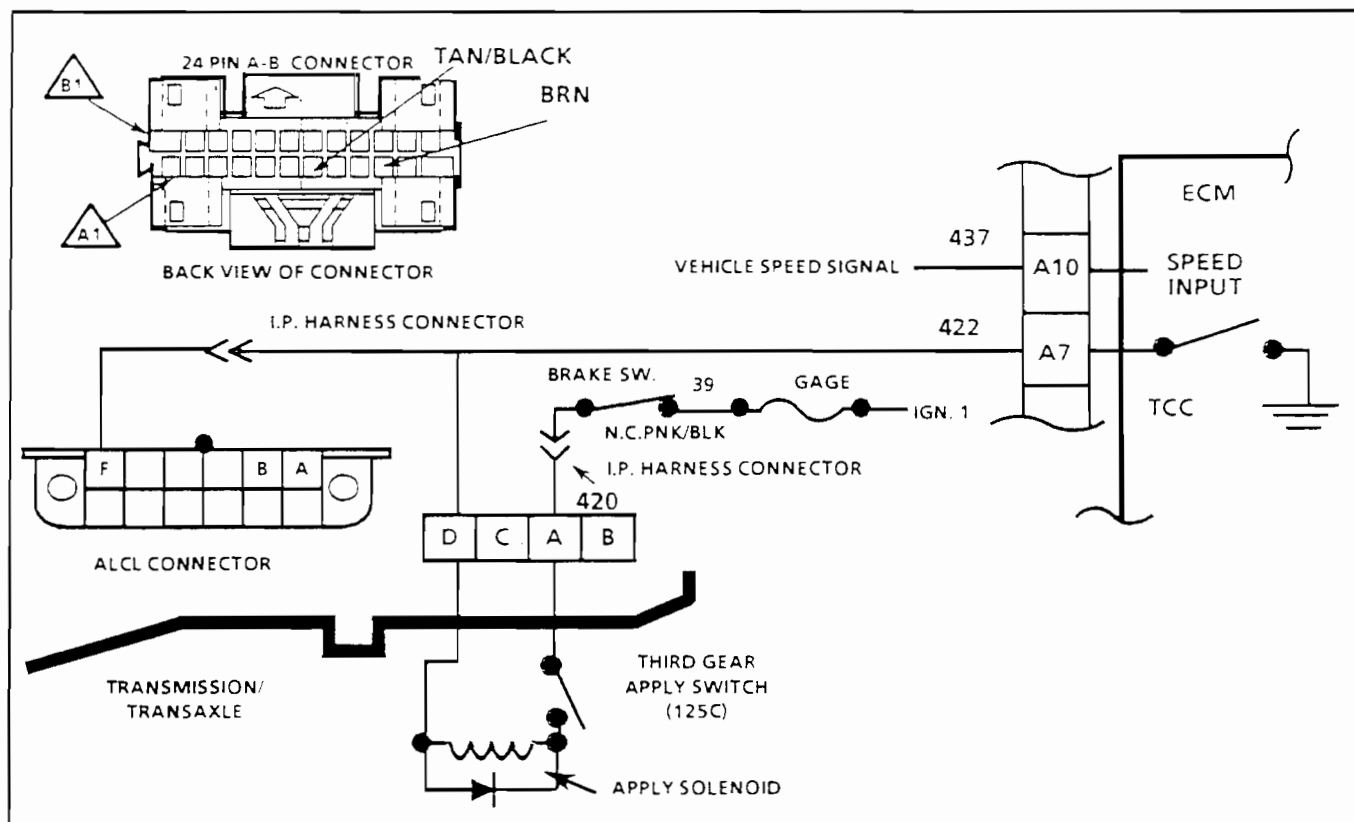 24 PIN A-B CONNECTOR
TAN/BLACK
BRN
B1
A1
BACK VIEW OF CONNECTOR
ECM
437
VEHICLE SPEED SIGNAL
A10
SPEED
INPUT
I.P. HARNESS CONNECTOR
422
A7
TCC
BRAKE SW.
39
GAGE
IGN. 1
N.C.PNK/BLK
I.P. HARNESS CONNECTOR
420
F
B
A
ALCL CONNECTOR
D
C
A
B
TRANSMISSION/
TRANSAXLE
THIRD GEAR
APPLY SWITCH
(125C)
APPLY SOLENOID